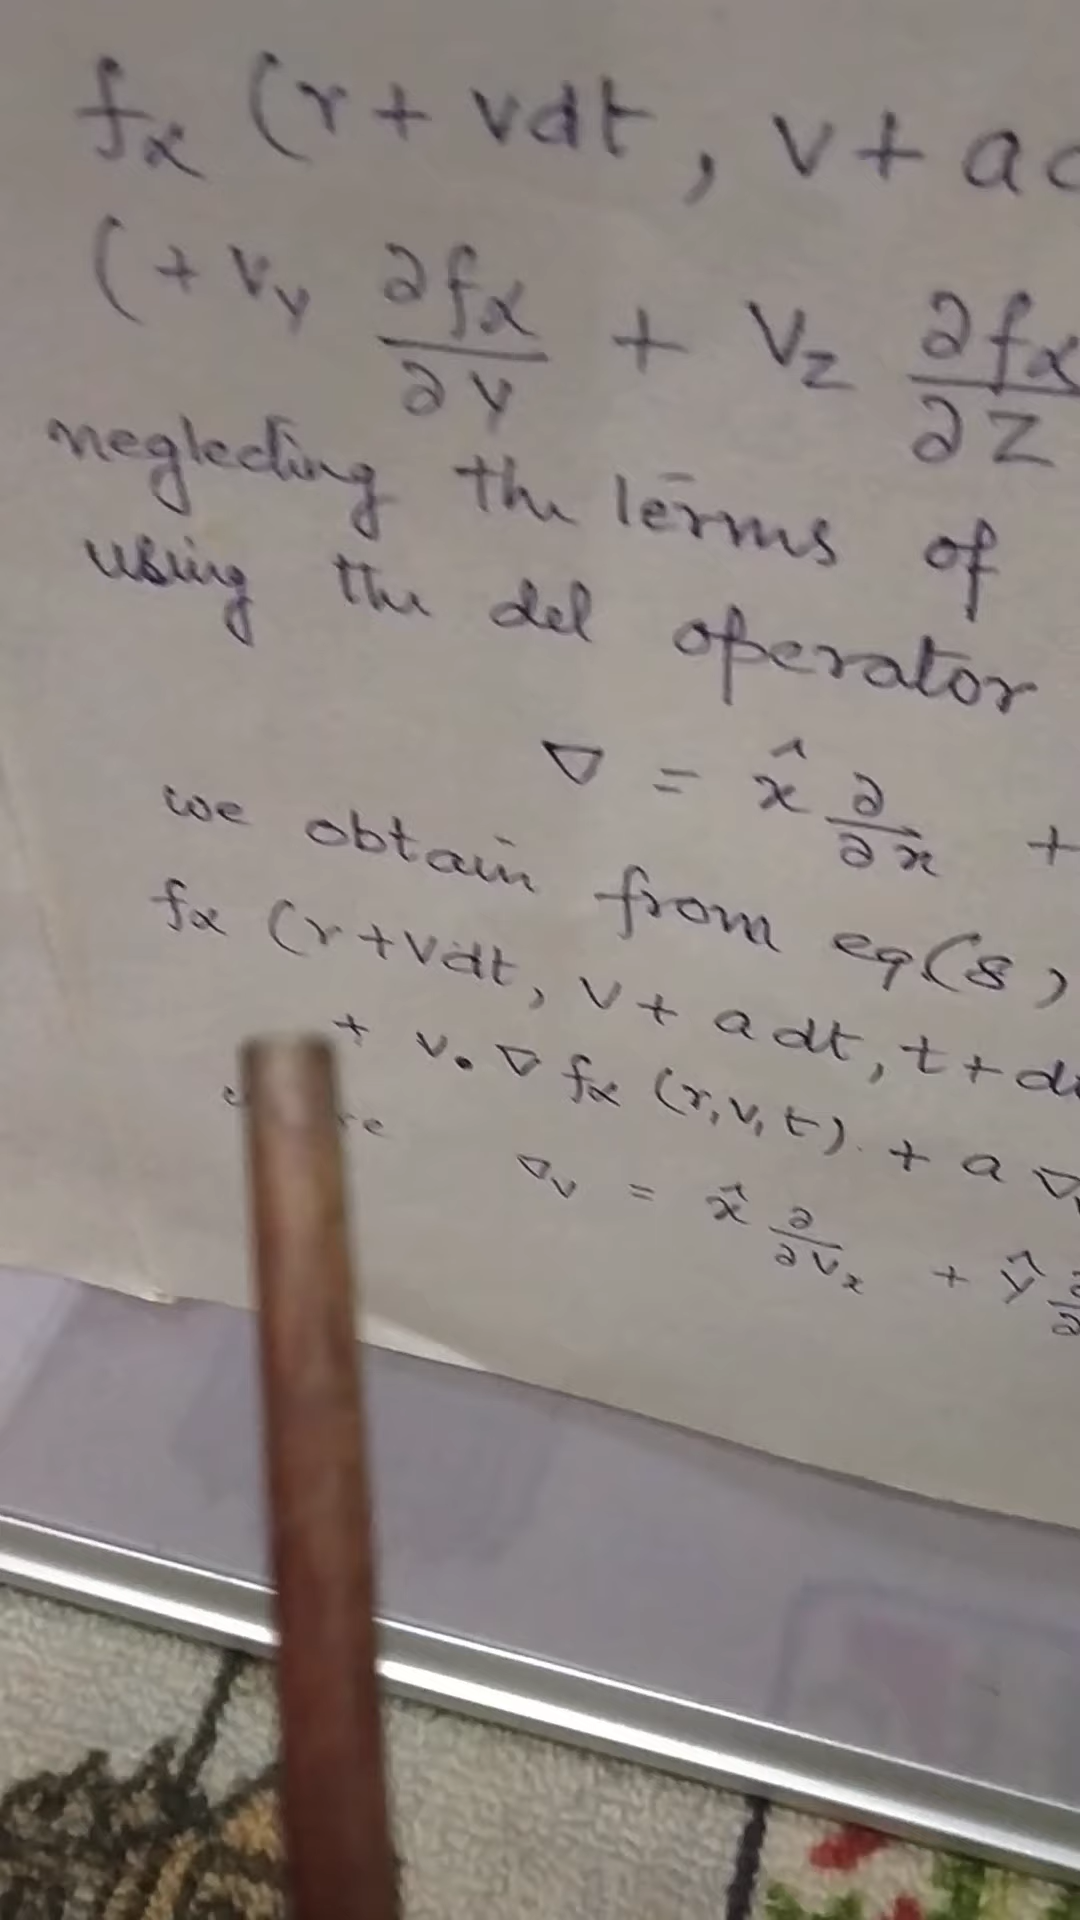 fα (r + vdt, v + a
(+ Vy ∂fα/∂y + Vz ∂fα/∂z
neglecting the terms of
using the del operator
∇ = x̂ ∂/∂x +
we obtain from eq(8)
fα (r+vdt, v + a dt, t + d
+ v.∇ fα (r,v,t). + a ∇
∇v = x̂ ∂/∂Vx + ŷ ∂